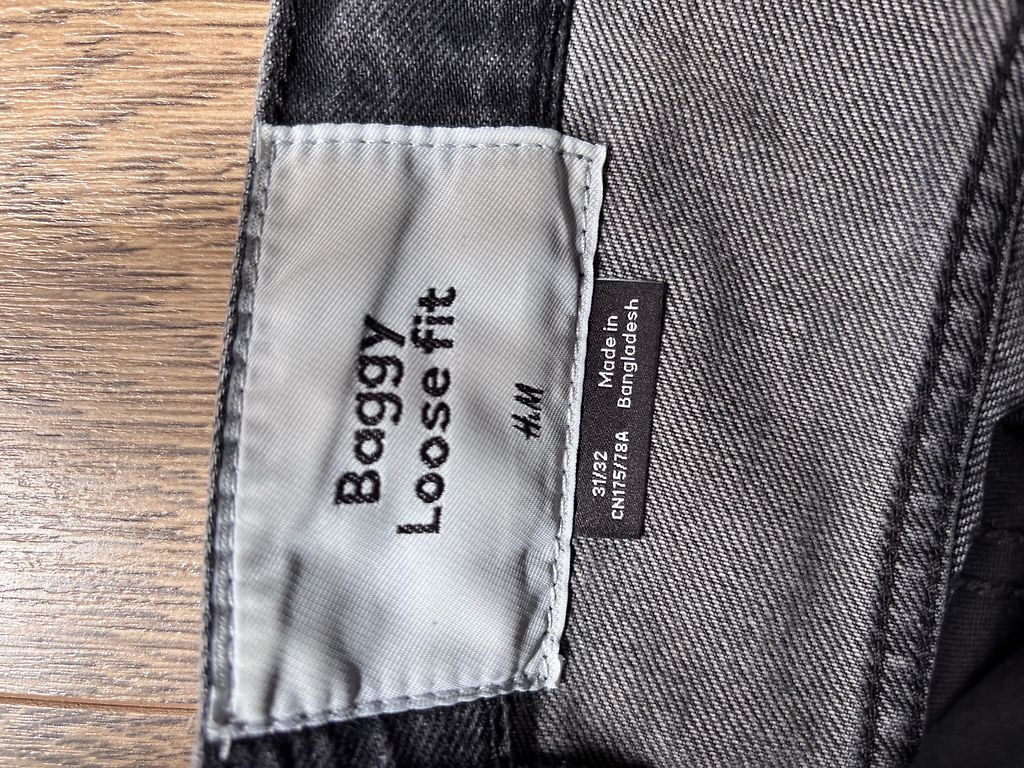 Baggy
Loose fit
H&M
31/32
CN175/78A
Made in
Bangladesh